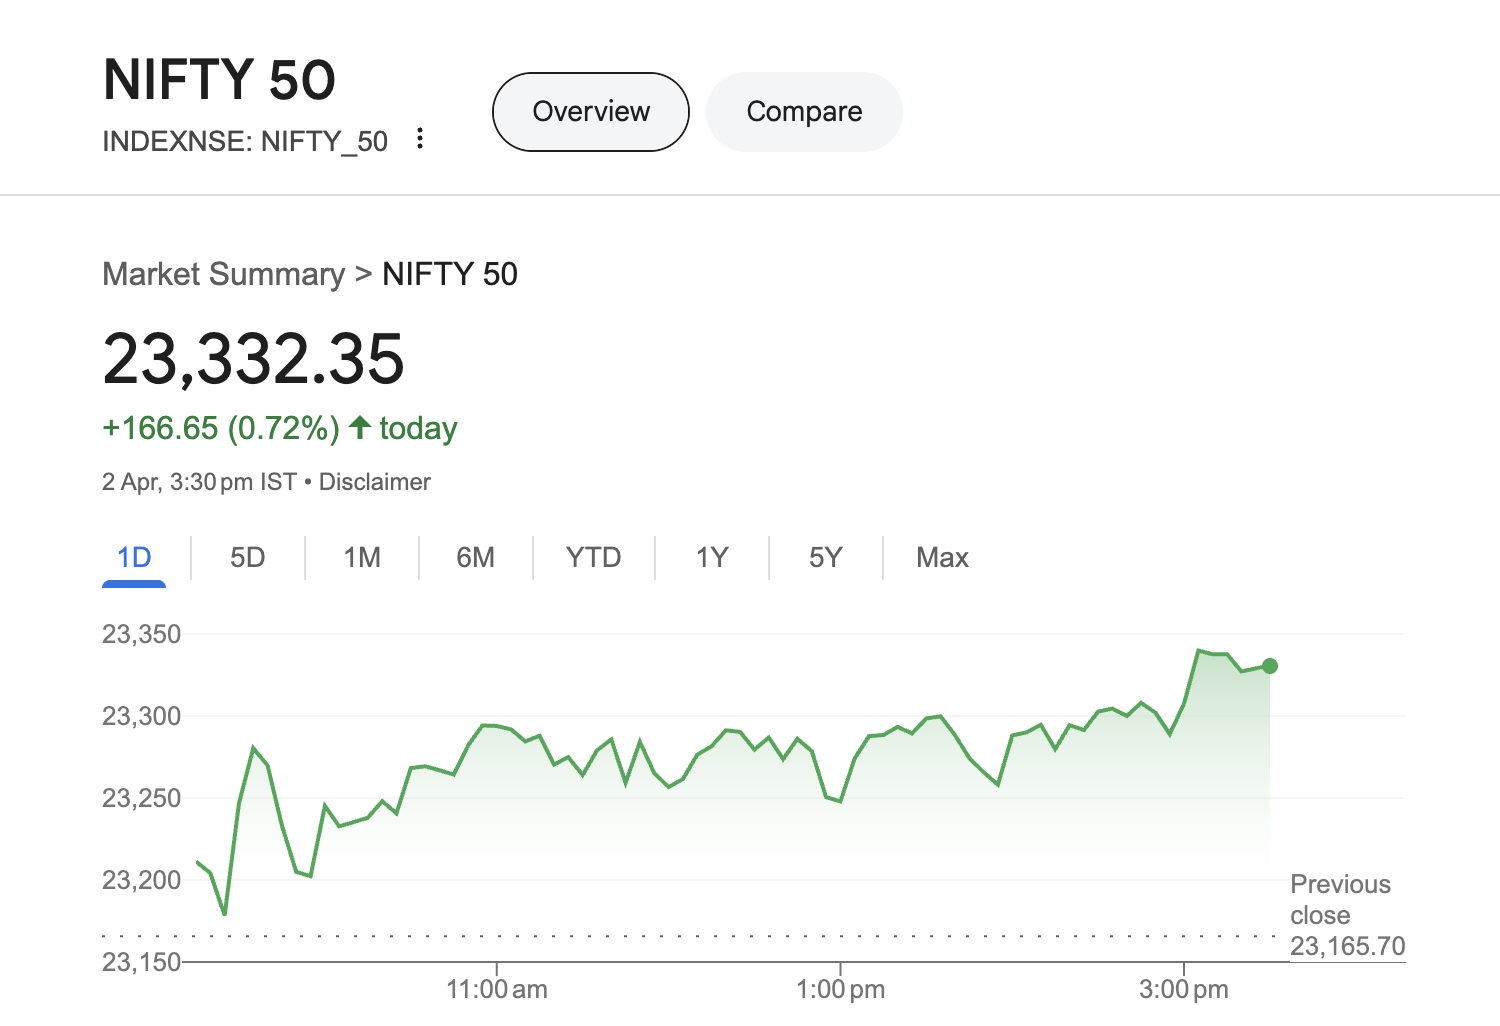 NIFTY 50
INDEXNSE: NIFTY_50
Overview
Compare
Market Summary > NIFTY 50
23,332.35
+166.65 (0.72%) ↑ today
2 Apr, 3:30 pm IST • Disclaimer
1D
5D
1M
6M
YTD
1Y
5Y
Max
23,350
23,300
23,250
23,200
23,150
Previous
close
23,165.70
11:00 am
1:00 pm
3:00 pm